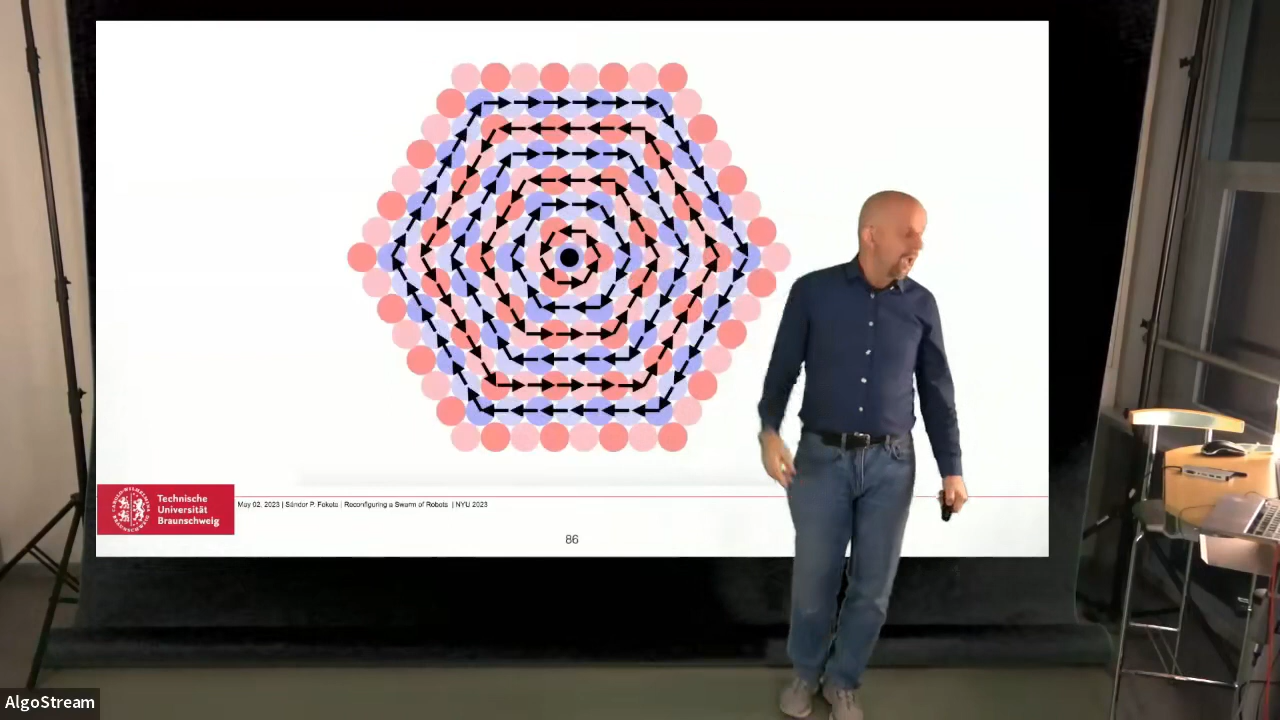 Technische
Universität
Braunschweig
May 02, 2023 | Sándor P. Fekete | Reconfiguring a Swarm of Robots | NYU 2023
86
AlgoStream